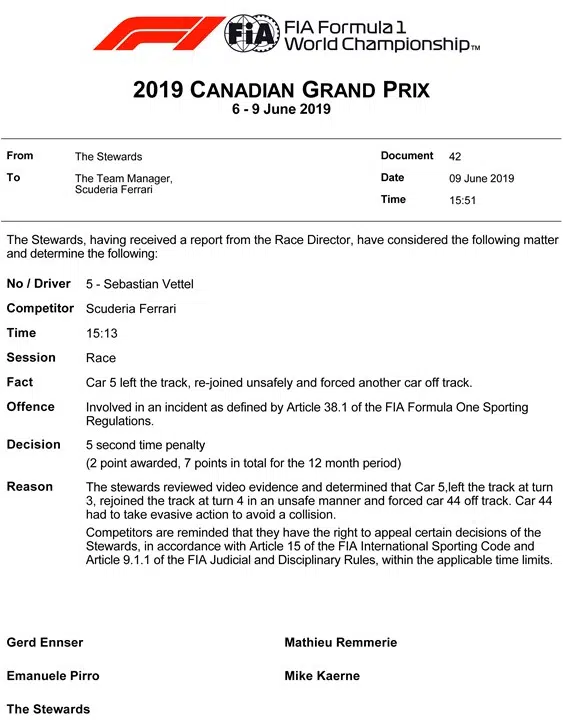 F1 FIA FIA Formula 1
World Championship™
2019 CANADIAN GRAND PRIX
6 - 9 June 2019
From The Stewards Document 42
To The Team Manager,
Scuderia Ferrari Date 09 June 2019
Time 15:51
The Stewards, having received a report from the Race Director, have considered the following matter
and determine the following:
No / Driver 5 - Sebastian Vettel
Competitor Scuderia Ferrari
Time 15:13
Session Race
Fact Car 5 left the track, re-joined unsafely and forced another car off track.
Offence Involved in an incident as defined by Article 38.1 of the FIA Formula One Sporting
Regulations.
Decision 5 second time penalty
(2 point awarded, 7 points in total for the 12 month period)
Reason The stewards reviewed video evidence and determined that Car 5,left the track at turn
3, rejoined the track at turn 4 in an unsafe manner and forced car 44 off track. Car 44
had to take evasive action to avoid a collision.
Competitors are reminded that they have the right to appeal certain decisions of the
Stewards, in accordance with Article 15 of the FIA International Sporting Code and
Article 9.1.1 of the FIA Judicial and Disciplinary Rules, within the applicable time limits.
Gerd Ennser Mathieu Remmerie
Emanuele Pirro Mike Kaerne
The Stewards